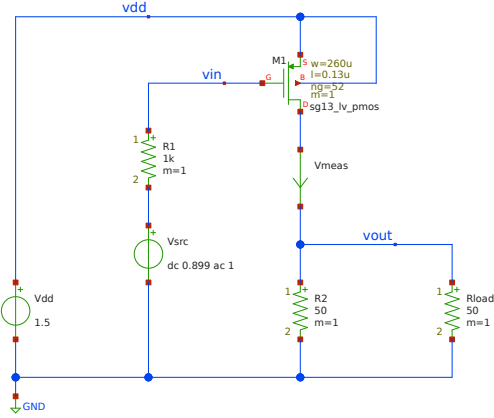 vdd
M1
S
w=260u
l=0.13u
vin
G
B
ng=52
m=1
D
sg13_lv_pmos
1
+
R1
1k
2
m=1
Vmeas
+
Vsrc
dc 0.899 ac 1
vout
+
Vdd
1.5
1
+
R2
50
2
m=1
1
+
Rload
50
2
m=1
GND